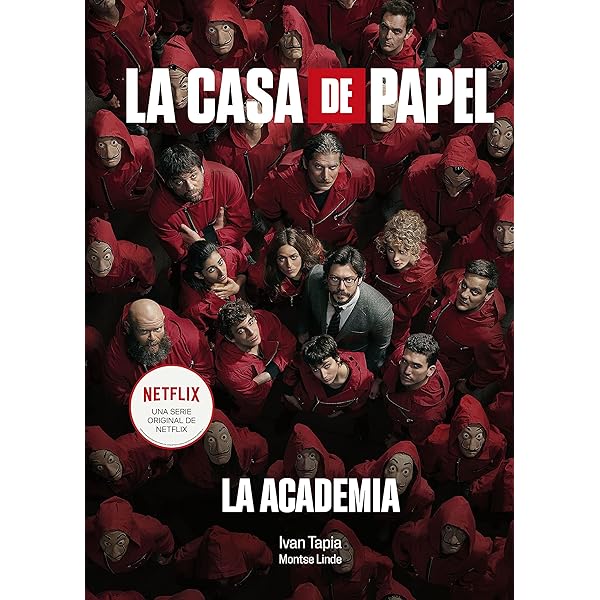 LA CASA DE PAPEL
NETFLIX
UNA SERIE
ORIGINAL DE
NETFLIX
LA ACADEMIA
Ivan Tapia
Montse Linde